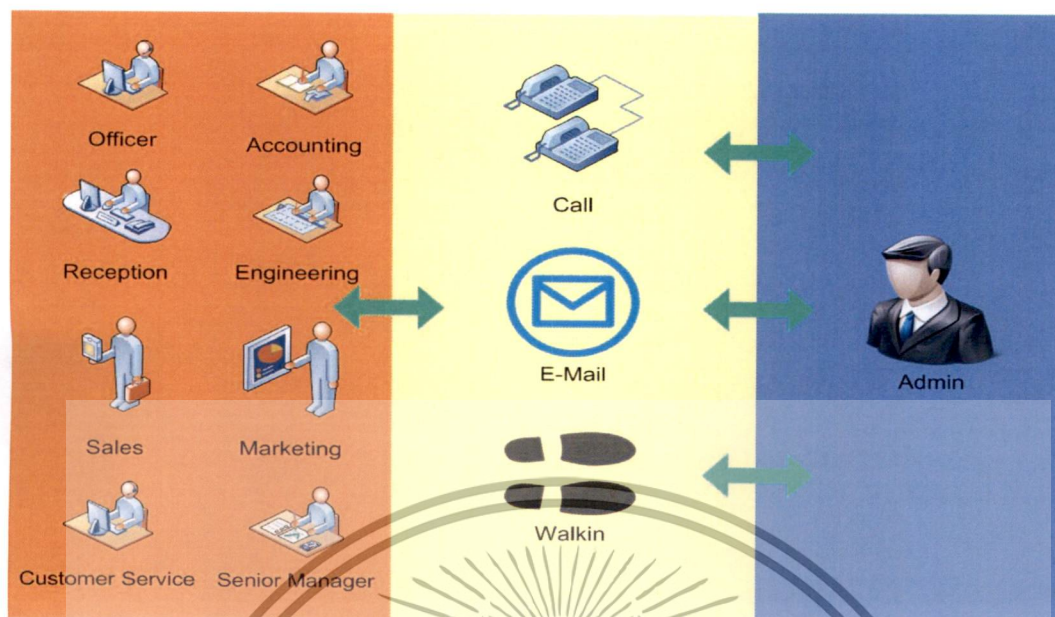 Officer
Accounting
Reception
Engineering
Sales
Marketing
Customer Service
Senior Manager
Call
E-Mail
Walkin
Admin